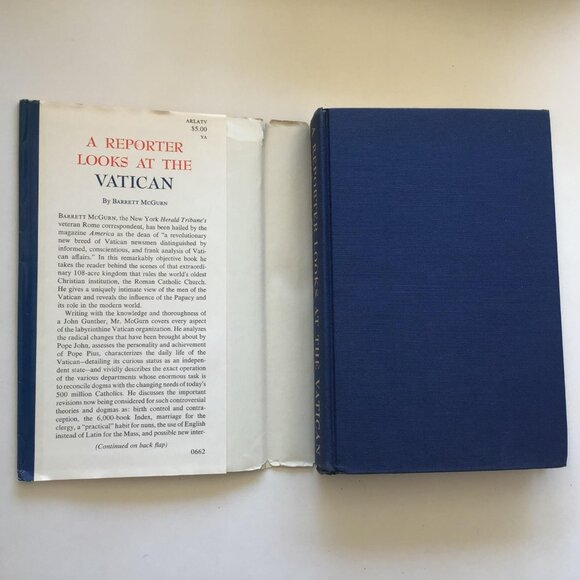 ARLATV
$5.00
YA
A REPORTER
LOOKS AT THE
VATICAN
By BARRETT MCGURN
BARRETT MCGURN, the New York Herald Tribune's
veteran Rome correspondent, has been hailed by the
magazine America as the dean of "a revolutionary
new breed of Vatican newsmen distinguished by
informed, conscientious, and frank analysis of Vati-
can affairs." In this remarkably objective book he
takes the reader behind the scenes of that extraordi-
nary 108-acre kingdom that rules the world's oldest
Christian institution, the Roman Catholic Church.
He gives a uniquely intimate view of the men of the
Vatican and reveals the influence of the Papacy and
its role in the modern world.
Writing with the knowledge and thoroughness of
a John Gunther, Mr. McGurn covers every aspect
of the labyrinthine Vatican organization. He analyzes
the radical changes that have been brought about by
Pope John, assesses the personality and achievement
of Pope Pius, characterizes the daily life of the
Vatican—detailing its curious status as an independ-
ent state—and vividly describes the exact operation
of the various departments whose enormous task is
to reconcile dogma with the changing needs of today's
500 million Catholics. He discusses the important
revisions now being considered for such controversial
theories and dogmas as: birth control and contra-
ception, the 6,000-book Index, marriage for the
clergy, a "practical" habit for nuns, the use of English
instead of Latin for the Mass, and possible new inter-
(Continued on back flap)
0662
A REPORTER LOOKS AT THE VATICAN